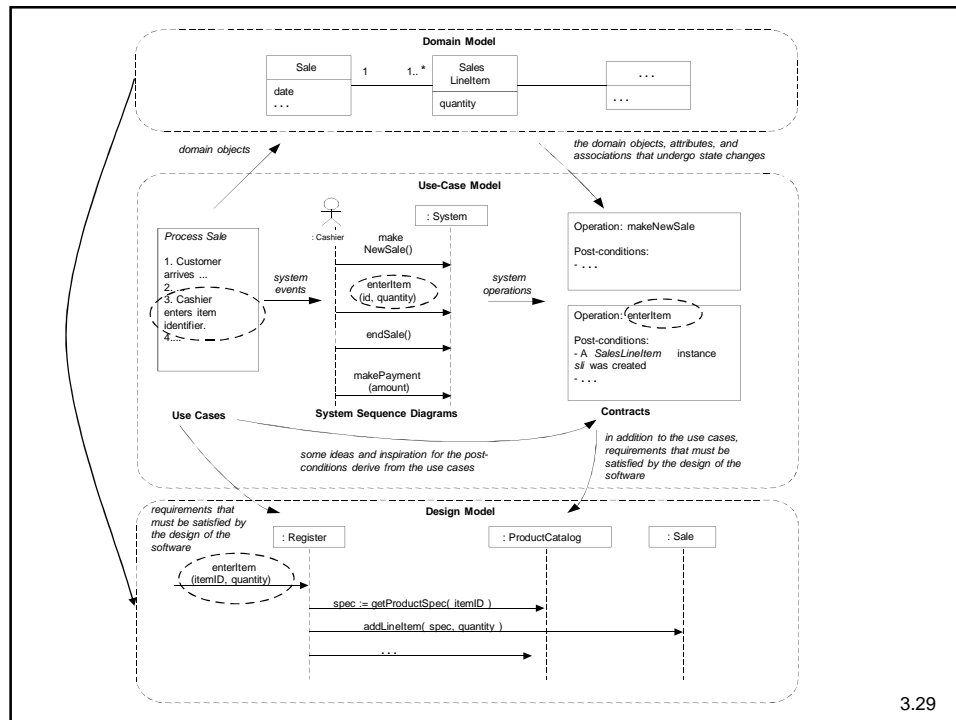 Domain Model
Sale
date
. . .
1
1.. *
Sales
LineItem
quantity
. . .
. . .
domain objects
the domain objects, attributes, and
associations that undergo state changes
Use-Case Model
Process Sale
1. Customer
arrives ...
2. ...
3. Cashier
enters item
identifier.
4. ...
system
events
: Cashier
: System
make
NewSale()
enterItem
(id, quantity)
endSale()
makePayment
(amount)
system
operations
Operation: makeNewSale
Post-conditions:
- . . .
Operation: enterItem
Post-conditions:
- A SalesLineItem instance
sli was created
- . . .
Use Cases
System Sequence Diagrams
Contracts
some ideas and inspiration for the post-
conditions derive from the use cases
in addition to the use cases,
requirements that must be
satisfied by the design of the
software
Design Model
requirements that
must be satisfied by
the design of the
software
: Register
: ProductCatalog
: Sale
enterItem
(itemID, quantity)
spec := getProductSpec( itemID )
addLineItem( spec, quantity )
. . .
3.29